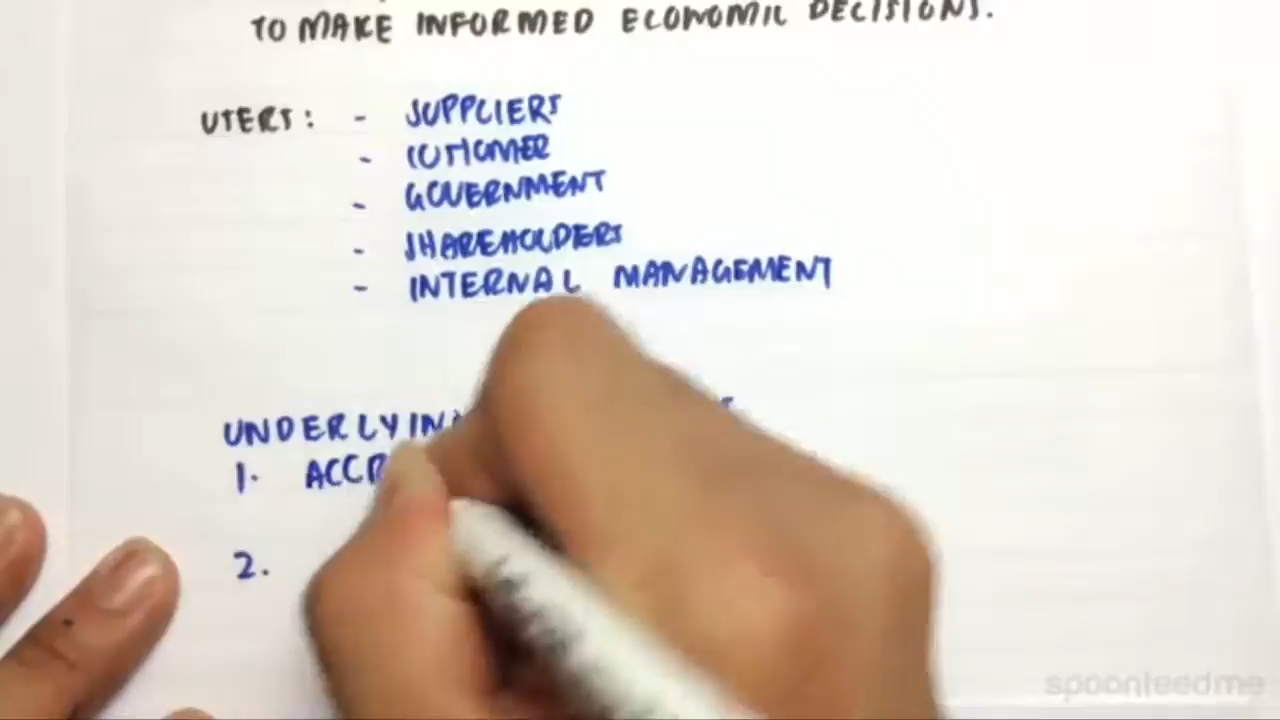 TO MAKE INFORMED ECONOMIC DECISIONS.
USERS: - SUPPLIERS
- CUSTOMER
- GOVERNMENT
- SHAREHOLDERS
- INTERNAL MANAGEMENT
UNDERLYIN
1. ACCR
2.
spoonfeedme